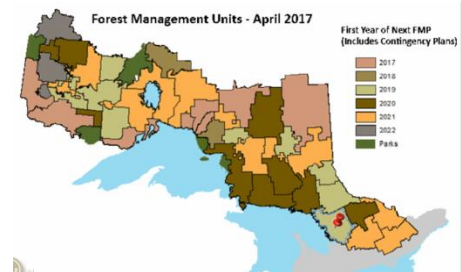 Forest Management Units - April 2017
First Year of Next FMP
(Includes Contingency Plans)
2017
2018
2019
2020
2021
2022
Parks